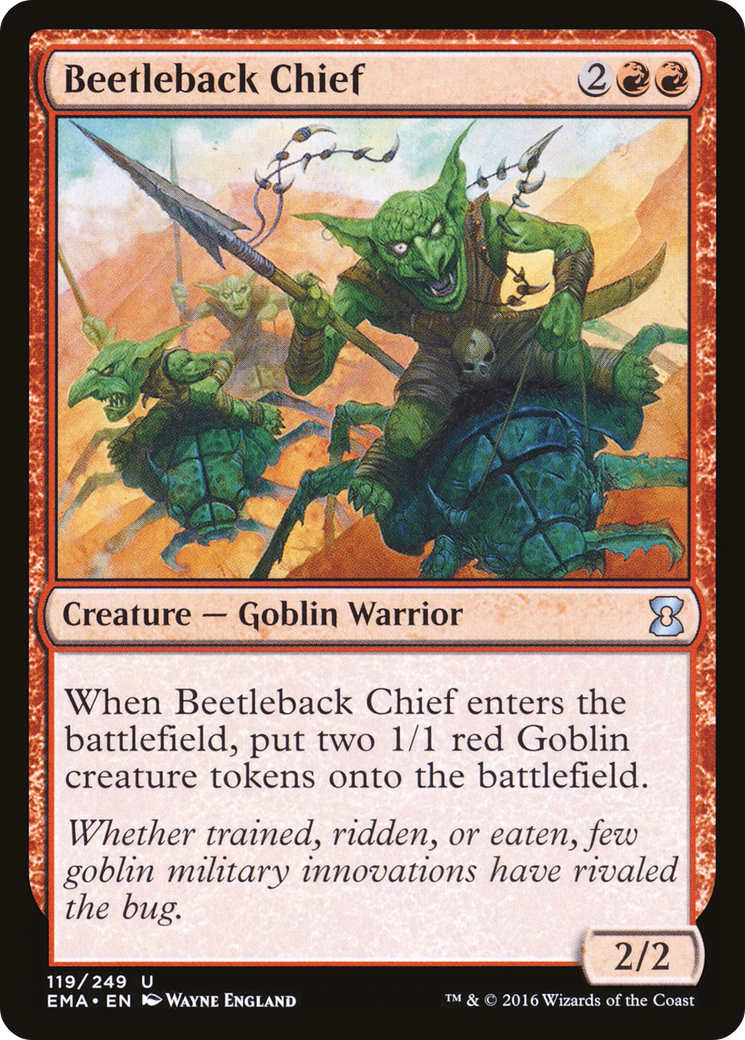 Beetleback Chief 2
Creature — Goblin Warrior
When Beetleback Chief enters the
battlefield, put two 1/1 red Goblin
creature tokens onto the battlefield.
Whether trained, ridden, or eaten, few
goblin military innovations have rivaled
the bug.
2/2
119/249 U
EMA • EN Wayne England
™ & © 2016 Wizards of the Coast